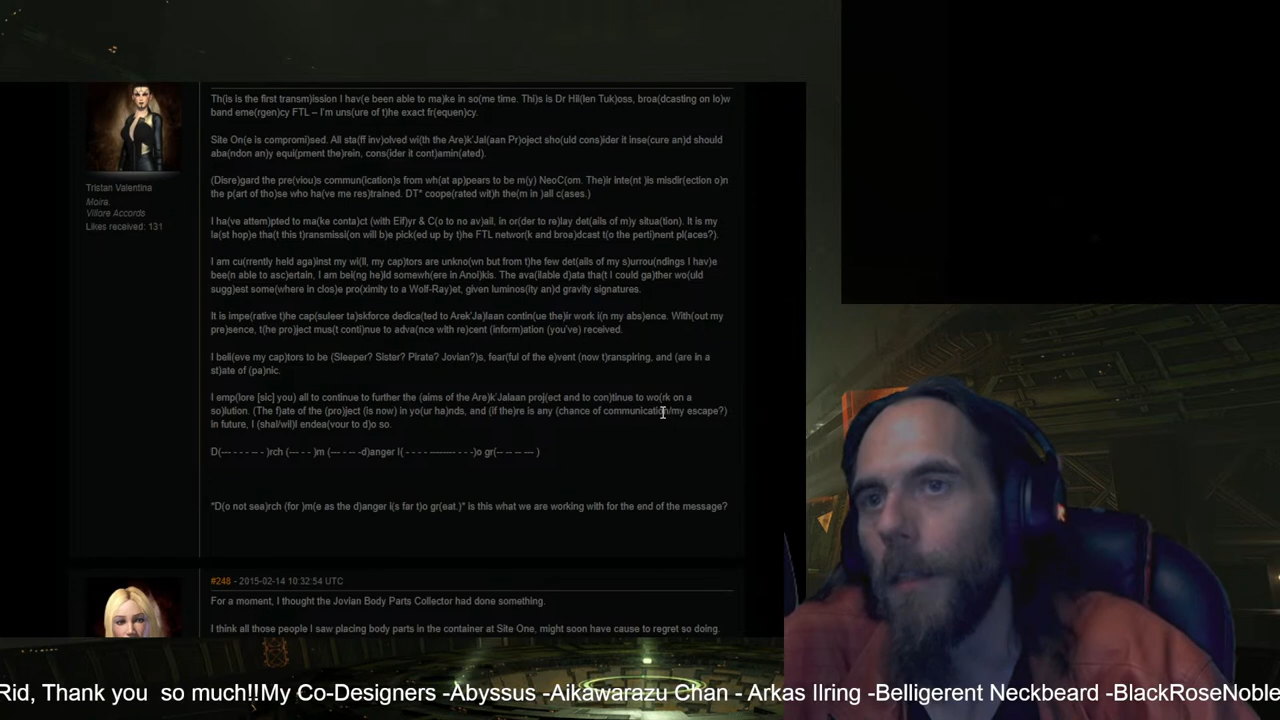 Th(is is the first transm)ission I hav(e been able to ma)ke in so(me time. Thi)s is Dr Hil(len Tuk)oss, broa(dcasting on lo)w
band eme(rgen)cy FTL – I'm uns(ure of t)he exact fr(equen)cy.
Site On(e is compromi)sed. All sta(ff inv)olved wi(th the Are)k'Jal(aan Pr)oject sho(uld cons)ider it inse(cure an)d should
aba(ndon an)y equi(pment the)rein, cons(ider it cont)amin(ated).
(Disre)gard the pre(viou)s commun(ication)s from wh(at ap)pears to be m(y) NeoC(om. The)ir inte(nt )is misdir(ection o)n
the p(art of tho)se who ha(ve me res)trained. DT* coope(rated wit)h the(m in )all c(ases.)
I ha(ve attem)pted to ma(ke conta)ct (with Eif)yr & C(o to no av)ail, in or(der to re)lay det(ails of m)y situa(tion). It is my
la(st hop)e tha(t this t)ransmissi(on will b)e pick(ed up by t)he FTL networ(k and broa)dcast t(o the perti)nent pl(aces?).
I am cu(rrently held aga)inst my wi(ll, my cap)tors are unkno(wn but from t)he few det(ails of my s)urrou(ndings I hav)e
bee(n able to asc)ertain, I am bei(ng he)ld somewh(ere in Anoi)kis. The ava(ilable d)ata tha(t I could ga)ther wo(uld
sugg)est some(where in clos)e pro(ximity to a Wolf-Ray)et, given luminos(ity an)d gravity signatures.
It is impe(rative t)he cap(suleer ta)skforce dedica(ted to Arek'Ja)laan contin(ue the)ir work i(n my abs)ence. With(out my
pre)sence, t(he pro)ject mus(t conti)nue to adva(nce with re)cent (inform)ation (you've) received.
I beli(eve my cap)tors to be (Sleeper? Sister? Pirate? Jovian?)s, fear(ful of the e)vent (now t)ranspiring, and (are in a
st)ate of (pa)nic.
I emp(lore [sic] you) all to continue to further the (aims of the Are)k'Jalaan proj(ect and to con)tinue to wo(rk on a
so)lution. (The f)ate of the (pro)ject (is now) in yo(ur ha)nds, and (if the)re is any (chance of communication/my escape?)
in future, I (shal/wil)l endea(vour to d)o so.
D(--- - - - -- - )rch (--- - - )m (--- - -- -d)anger I( - - - - -------- - - -)o gr(-- -- -- --- )
*D(o not sea)rch (for )m(e as the d)anger i(s far t)o gr(eat.)* is this what we are working with for the end of the message?
Tristan Valentina
Moira.
Villore Accords
Likes received: 131
#248 - 2015-02-14 10:32:54 UTC
For a moment, I thought the Jovian Body Parts Collector had done something.
I think all those people I saw placing body parts in the container at Site One, might soon have cause to regret so doing.
Rid, Thank you so much!!My Co-Designers -Abyssus -Aikawarazu Chan - Arkas Ilring -Belligerent Neckbeard -BlackRoseNoble